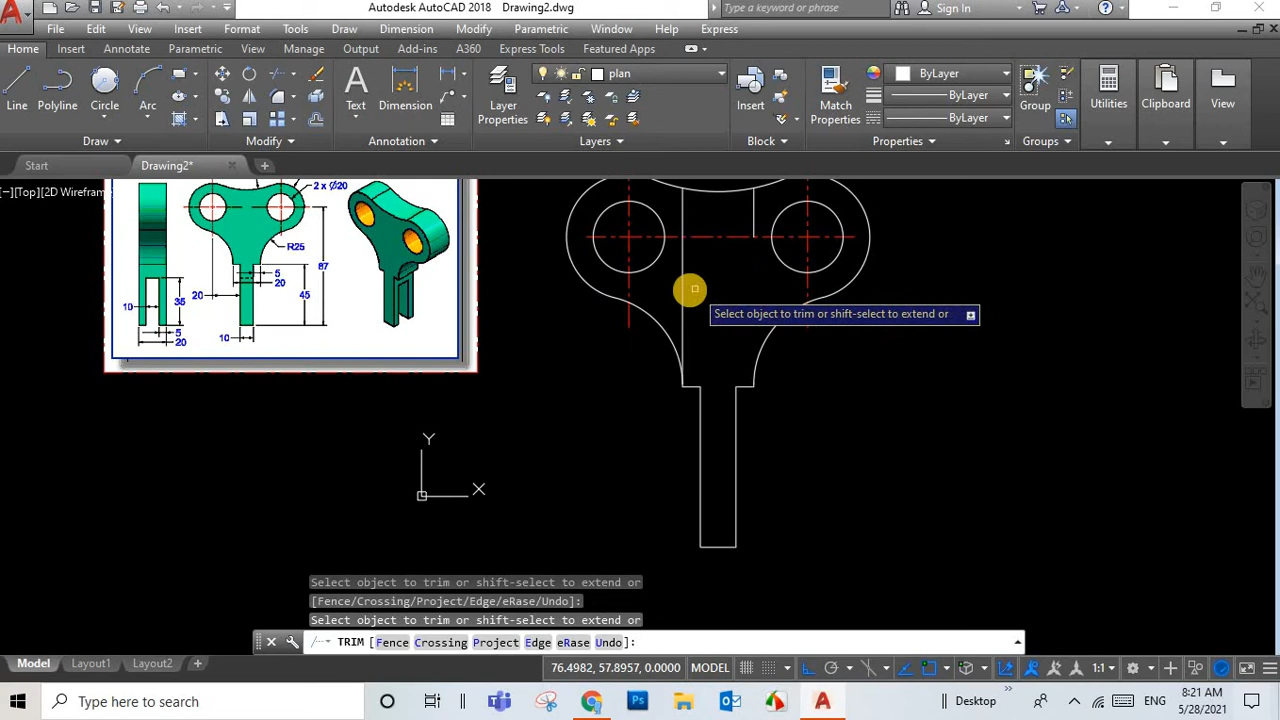 Autodesk AutoCAD 2018 Drawing2.dwg
Type a keyword or phrase
Sign In
File Edit View Insert Format Tools Draw Dimension Modify Parametric Window Help Express
Home Insert Annotate Parametric View Manage Output Add-ins A360 Express Tools Featured Apps
plan
ByLayer
ByLayer
ByLayer
Line Polyline Circle Arc Text Dimension Layer Properties Insert Match Properties Group Utilities Clipboard View
Draw Modify Annotation Layers Block Properties Groups
Start Drawing2*
[−][Top][2D Wirefram
2 x Ø20
R25
5
20
87
10 35 20 45
5
20 10
Select object to trim or shift-select to extend or
Y
X
Select object to trim or shift-select to extend or
[Fence/Crossing/Project/Edge/eRase/Undo]:
Select object to trim or shift-select to extend or
TRIM [Fence Crossing Project Edge eRase Undo]:
Model Layout1 Layout2 +
76.4982, 57.8957, 0.0000 MODEL 1:1
Type here to search
Desktop
ENG
8:21 AM
5/28/2021